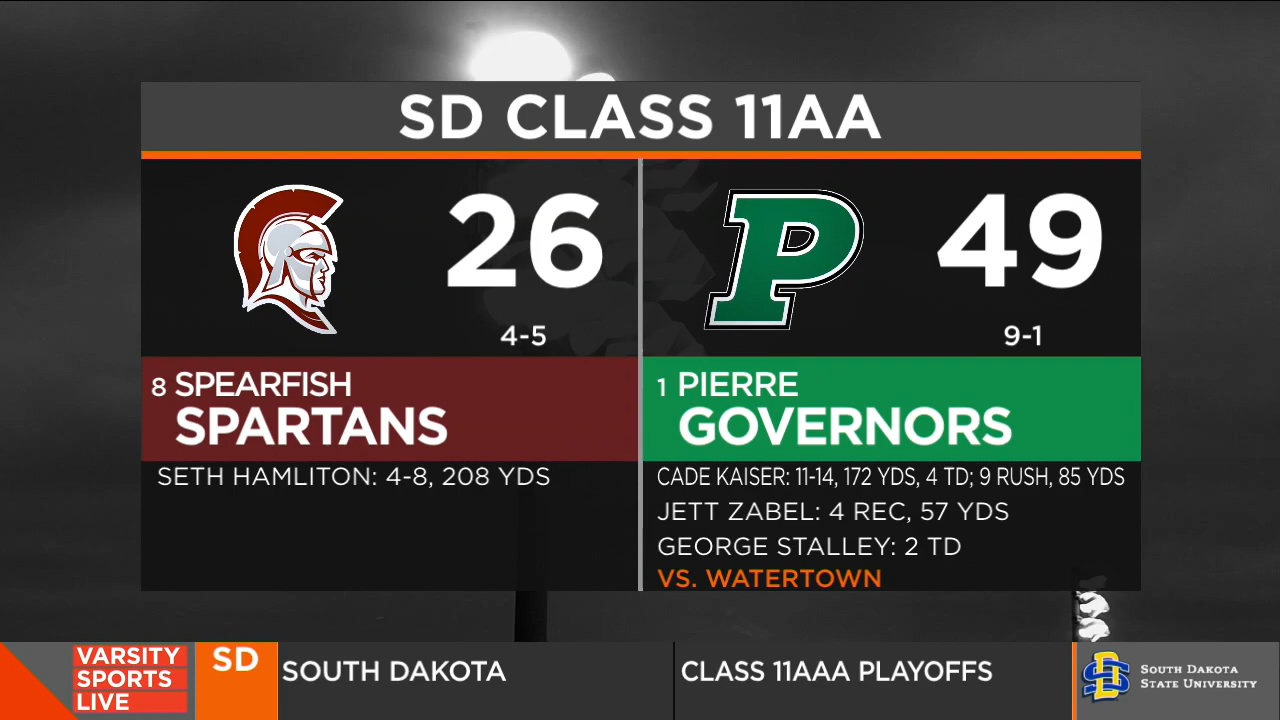 SD CLASS 11AA
26
4-5
8 SPEARFISH
SPARTANS
SETH HAMLITON: 4-8, 208 YDS
P
49
9-1
1 PIERRE
GOVERNORS
CADE KAISER: 11-14, 172 YDS, 4 TD; 9 RUSH, 85 YDS
JETT ZABEL: 4 REC, 57 YDS
GEORGE STALLEY: 2 TD
VS. WATERTOWN
VARSITY
SPORTS
LIVE
SD
SOUTH DAKOTA
CLASS 11AAA PLAYOFFS
SD
SOUTH DAKOTA
STATE UNIVERSITY